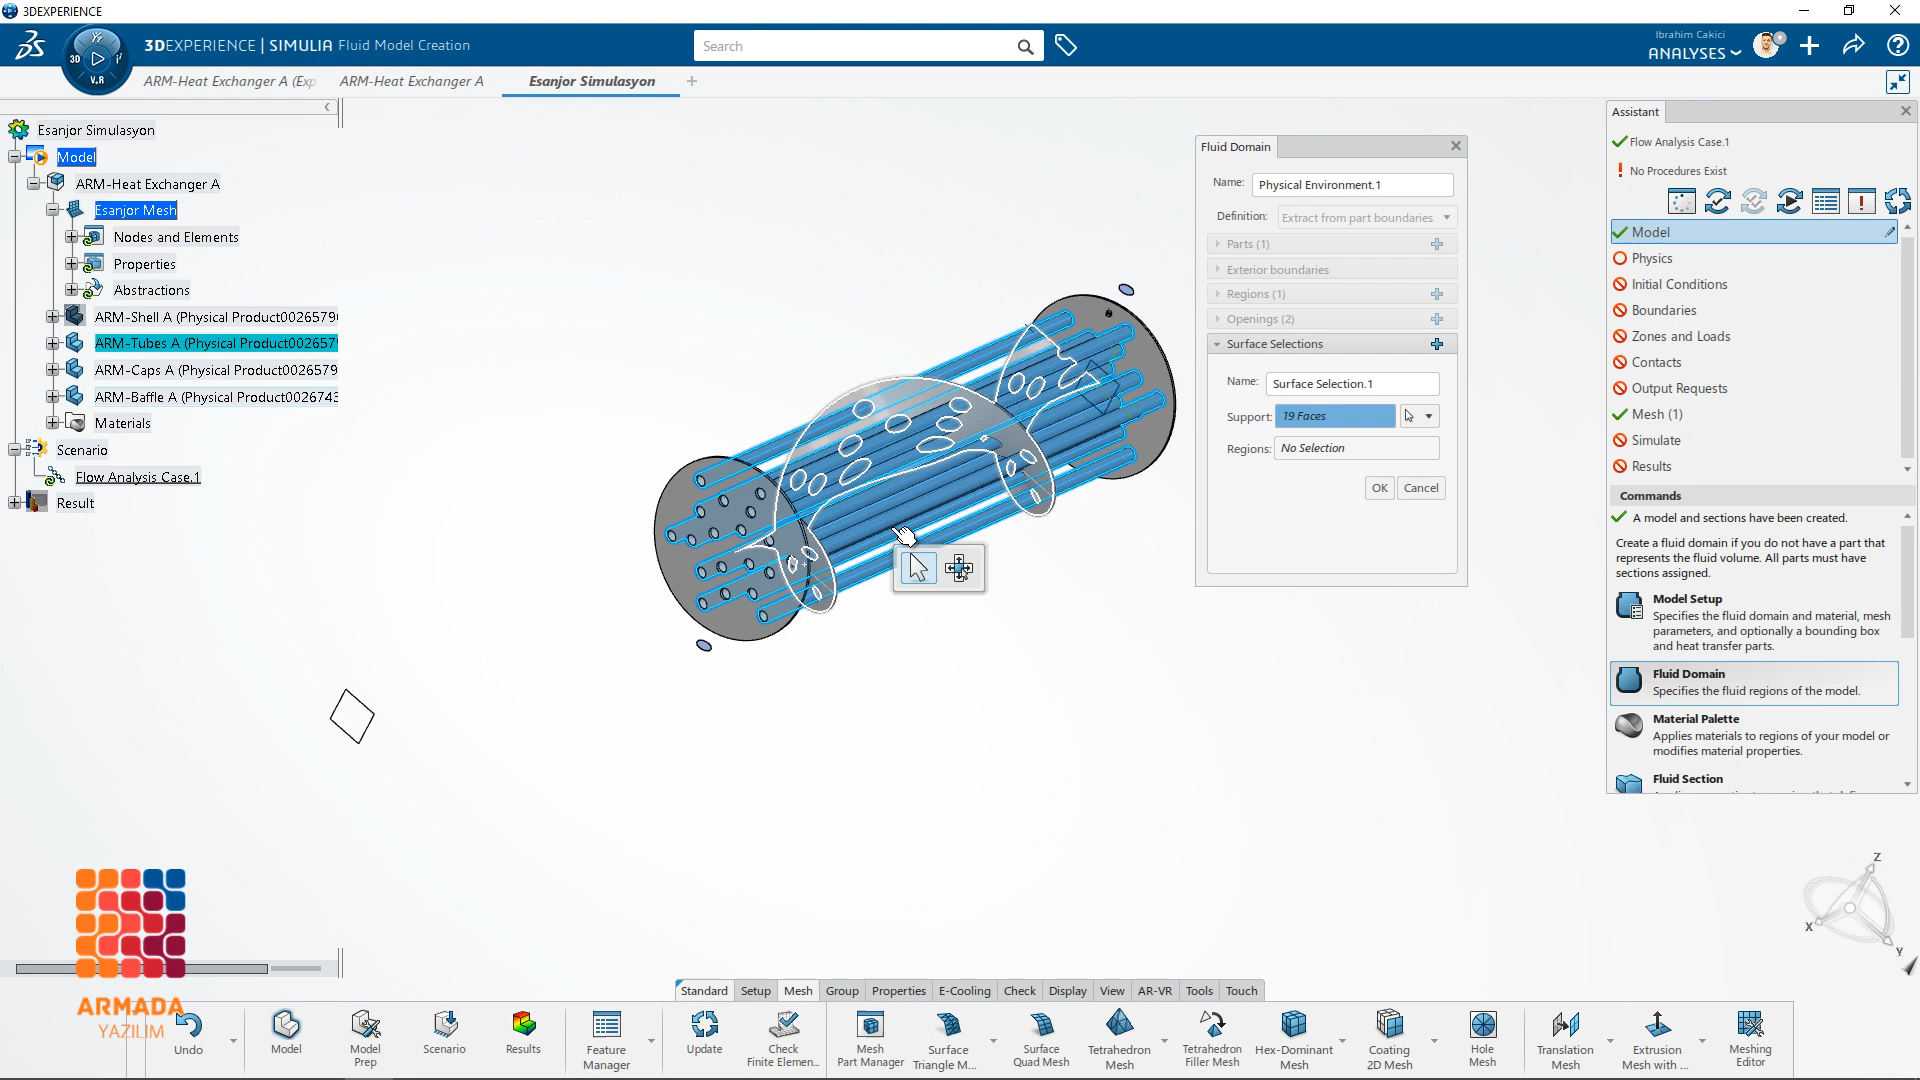 3DEXPERIENCE
3DEXPERIENCE | SIMULIA Fluid Model Creation
3D
V.R
Search
Ibrahim Cakici
ANALYSES
ARM-Heat Exchanger A (Exp
ARM-Heat Exchanger A
Esanjor Simulasyon
Esanjor Simulasyon
Model
ARM-Heat Exchanger A
Esanjor Mesh
Nodes and Elements
Properties
Abstractions
ARM-Shell A (Physical Product0026579
ARM-Tubes A (Physical Product002657
ARM-Caps A (Physical Product0026579
ARM-Baffle A (Physical Product002674
Materials
Scenario
Flow Analysis Case.1
Result
Fluid Domain
Name: Physical Environment.1
Definition: Extract from part boundaries
Parts (1)
Exterior boundaries
Regions (1)
Openings (2)
Surface Selections
Name: Surface Selection.1
Support: 19 Faces
Regions: No Selection
OK Cancel
Assistant
Flow Analysis Case.1
No Procedures Exist
Model
Physics
Initial Conditions
Boundaries
Zones and Loads
Contacts
Output Requests
Mesh (1)
Simulate
Results
Commands
A model and sections have been created.
Create a fluid domain if you do not have a part that
represents the fluid volume. All parts must have
sections assigned.
Model Setup
Specifies the fluid domain and material, mesh
parameters, and optionally a bounding box
and heat transfer parts.
Fluid Domain
Specifies the fluid regions of the model.
Material Palette
Applies materials to regions of your model or
modifies material properties.
Fluid Section
Z
X
Y
ARMADA
YAZILIM
Standard Setup Mesh Group Properties E-Cooling Check Display View AR-VR Tools Touch
Undo
Model
Model
Prep
Scenario
Results
Feature
Manager
Update
Check
Finite Elemen...
Mesh
Part Manager
Surface
Triangle M...
Surface
Quad Mesh
Tetrahedron
Mesh
Tetrahedron
Filler Mesh
Hex-Dominant
Mesh
Coating
2D Mesh
Hole
Mesh
Translation
Mesh
Extrusion
Mesh with ...
Meshing
Editor